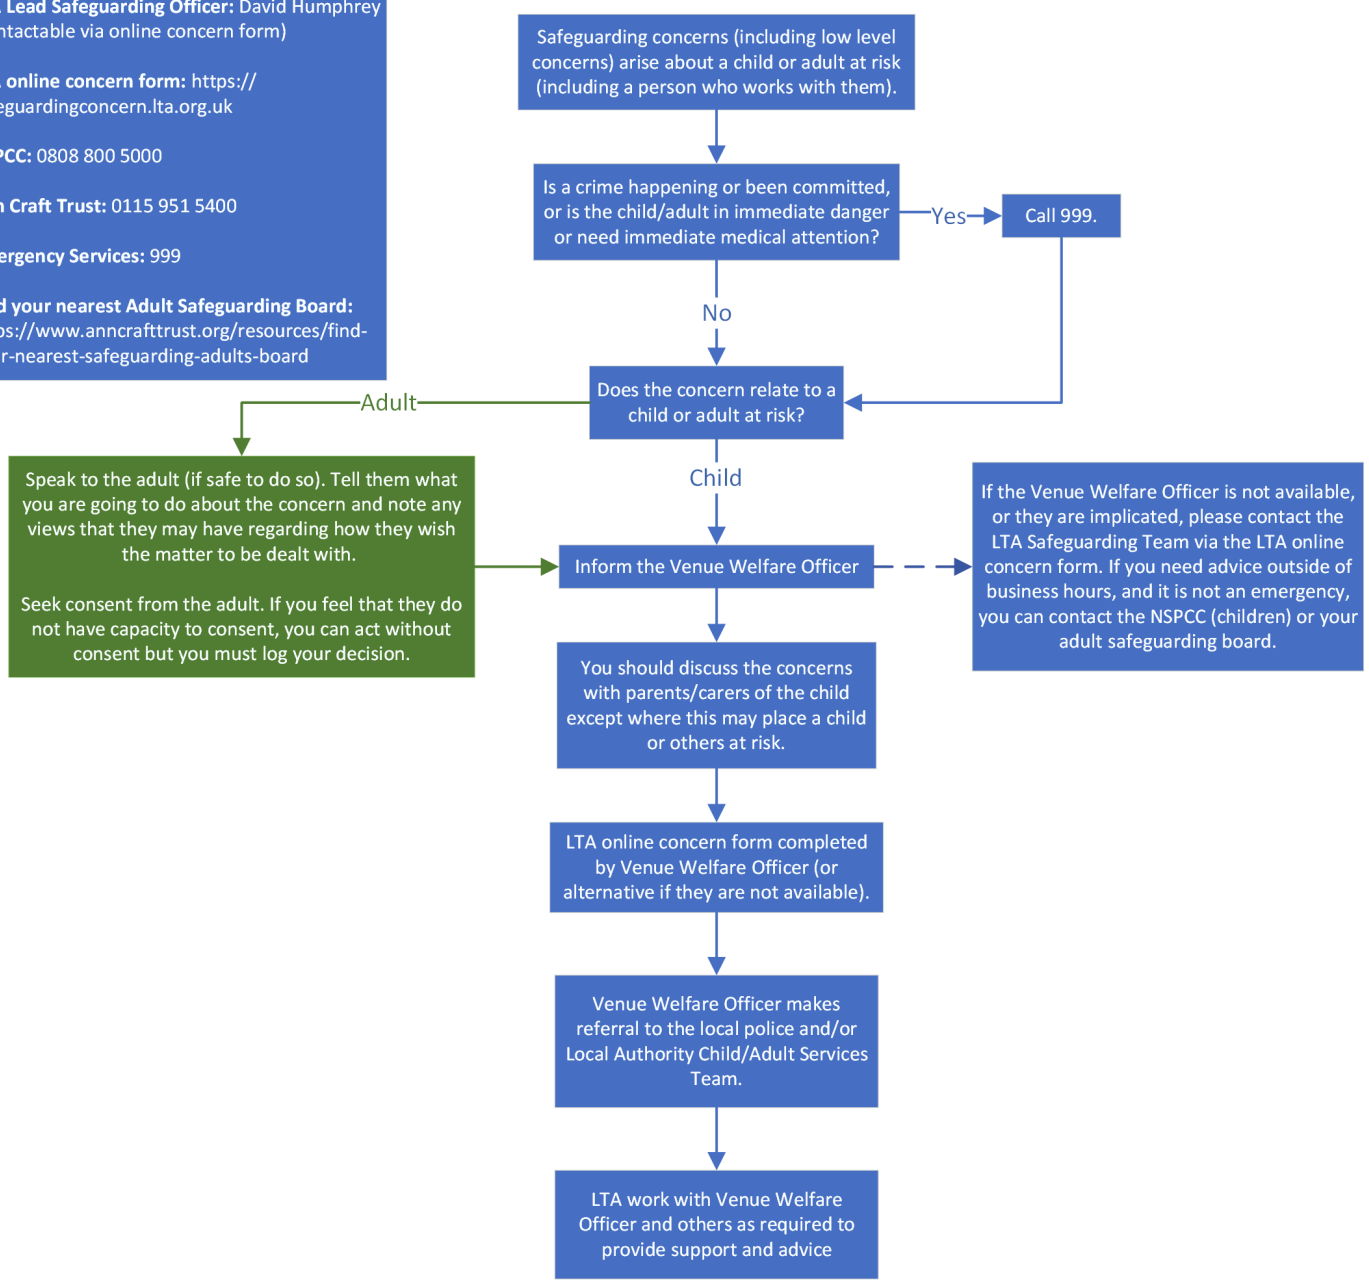 Lead Safeguarding Officer: David Humphrey
ntactable via online concern form)
online concern form: https://
eguardingconcern.lta.org.uk
PCC: 0808 800 5000
Craft Trust: 0115 951 5400
ergency Services: 999
d your nearest Adult Safeguarding Board:
ps://www.anncrafttrust.org/resources/find-
r-nearest-safeguarding-adults-board
Safeguarding concerns (including low level
concerns) arise about a child or adult at risk
(including a person who works with them).
Is a crime happening or been committed,
or is the child/adult in immediate danger
or need immediate medical attention?
Yes
Call 999.
No
Does the concern relate to a
child or adult at risk?
Adult
Child
Speak to the adult (if safe to do so). Tell them what
you are going to do about the concern and note any
views that they may have regarding how they wish
the matter to be dealt with.
Seek consent from the adult. If you feel that they do
not have capacity to consent, you can act without
consent but you must log your decision.
Inform the Venue Welfare Officer
If the Venue Welfare Officer is not available,
or they are implicated, please contact the
LTA Safeguarding Team via the LTA online
concern form. If you need advice outside of
business hours, and it is not an emergency,
you can contact the NSPCC (children) or your
adult safeguarding board.
You should discuss the concerns
with parents/carers of the child
except where this may place a child
or others at risk.
LTA online concern form completed
by Venue Welfare Officer (or
alternative if they are not available).
Venue Welfare Officer makes
referral to the local police and/or
Local Authority Child/Adult Services
Team.
LTA work with Venue Welfare
Officer and others as required to
provide support and advice